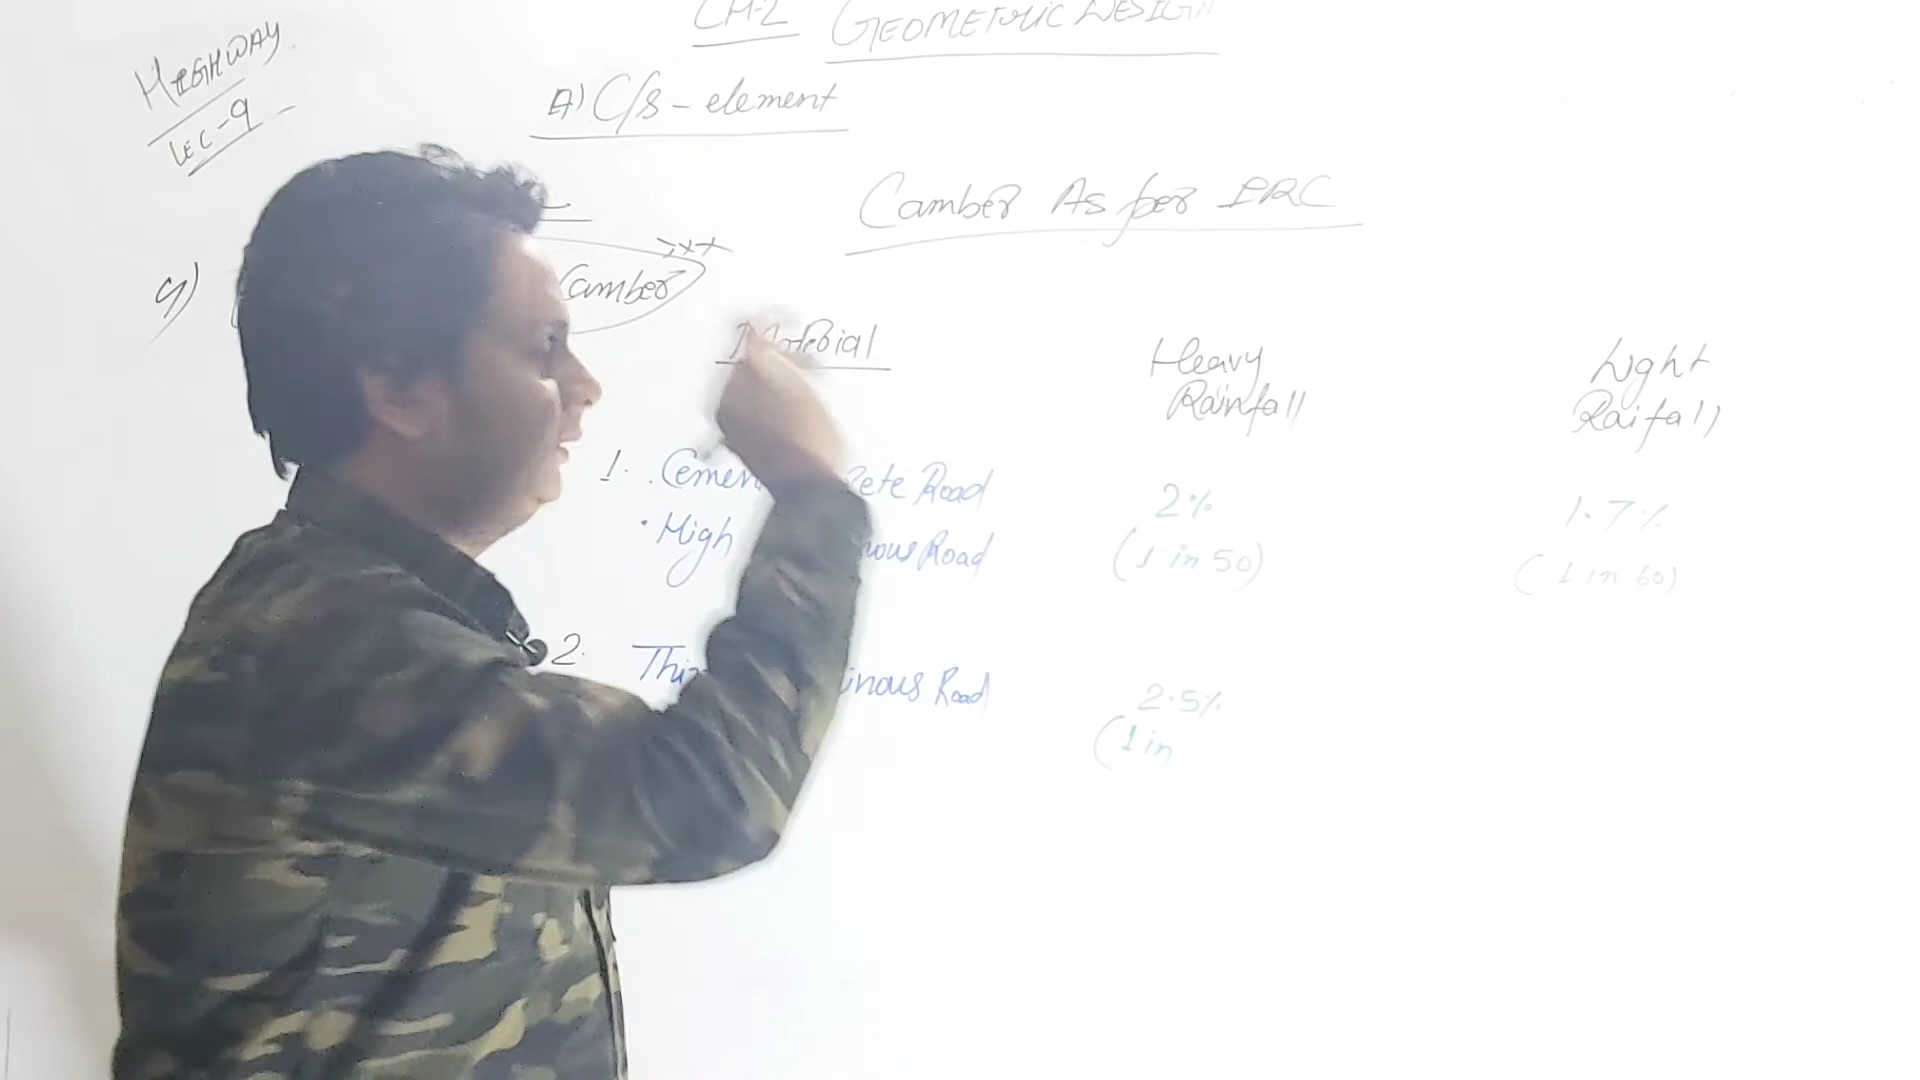 HIGHWAY
LEC-9
CH-2 GEOMETRIC DESIGN
A) C/S - element
Camber As per IRC
Camber
Material
Heavy Rainfall
Light Raifall
1. Cemen ete Road
2%
1.7%
High nous Road
(1 in 50)
(1 in 60)
2. Thin inous Road
2.5%
(1 in